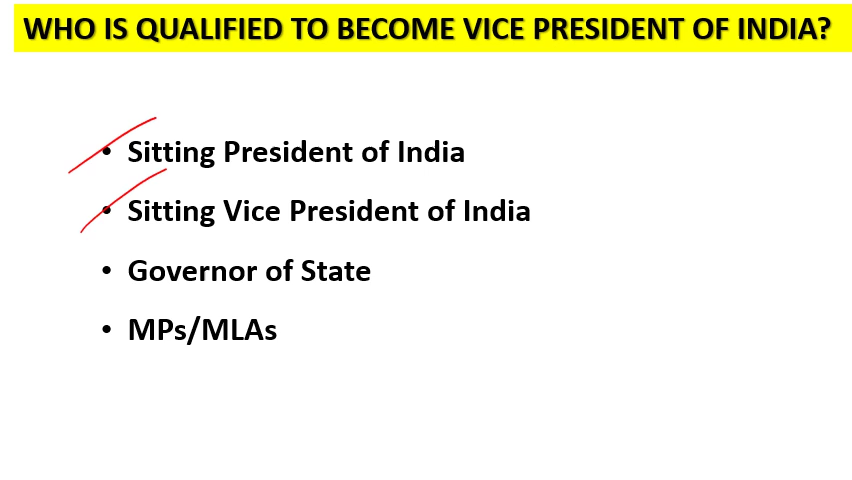 WHO IS QUALIFIED TO BECOME VICE PRESIDENT OF INDIA?
• Sitting President of India
• Sitting Vice President of India
• Governor of State
• MPs/MLAs